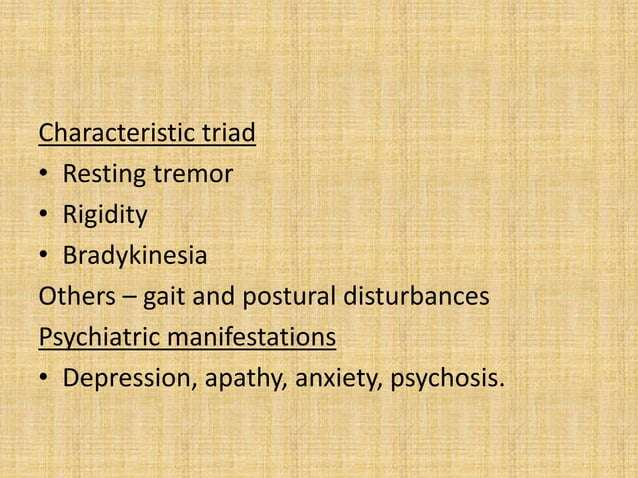 Characteristic triad
• Resting tremor
• Rigidity
• Bradykinesia
Others – gait and postural disturbances
Psychiatric manifestations
• Depression, apathy, anxiety, psychosis.